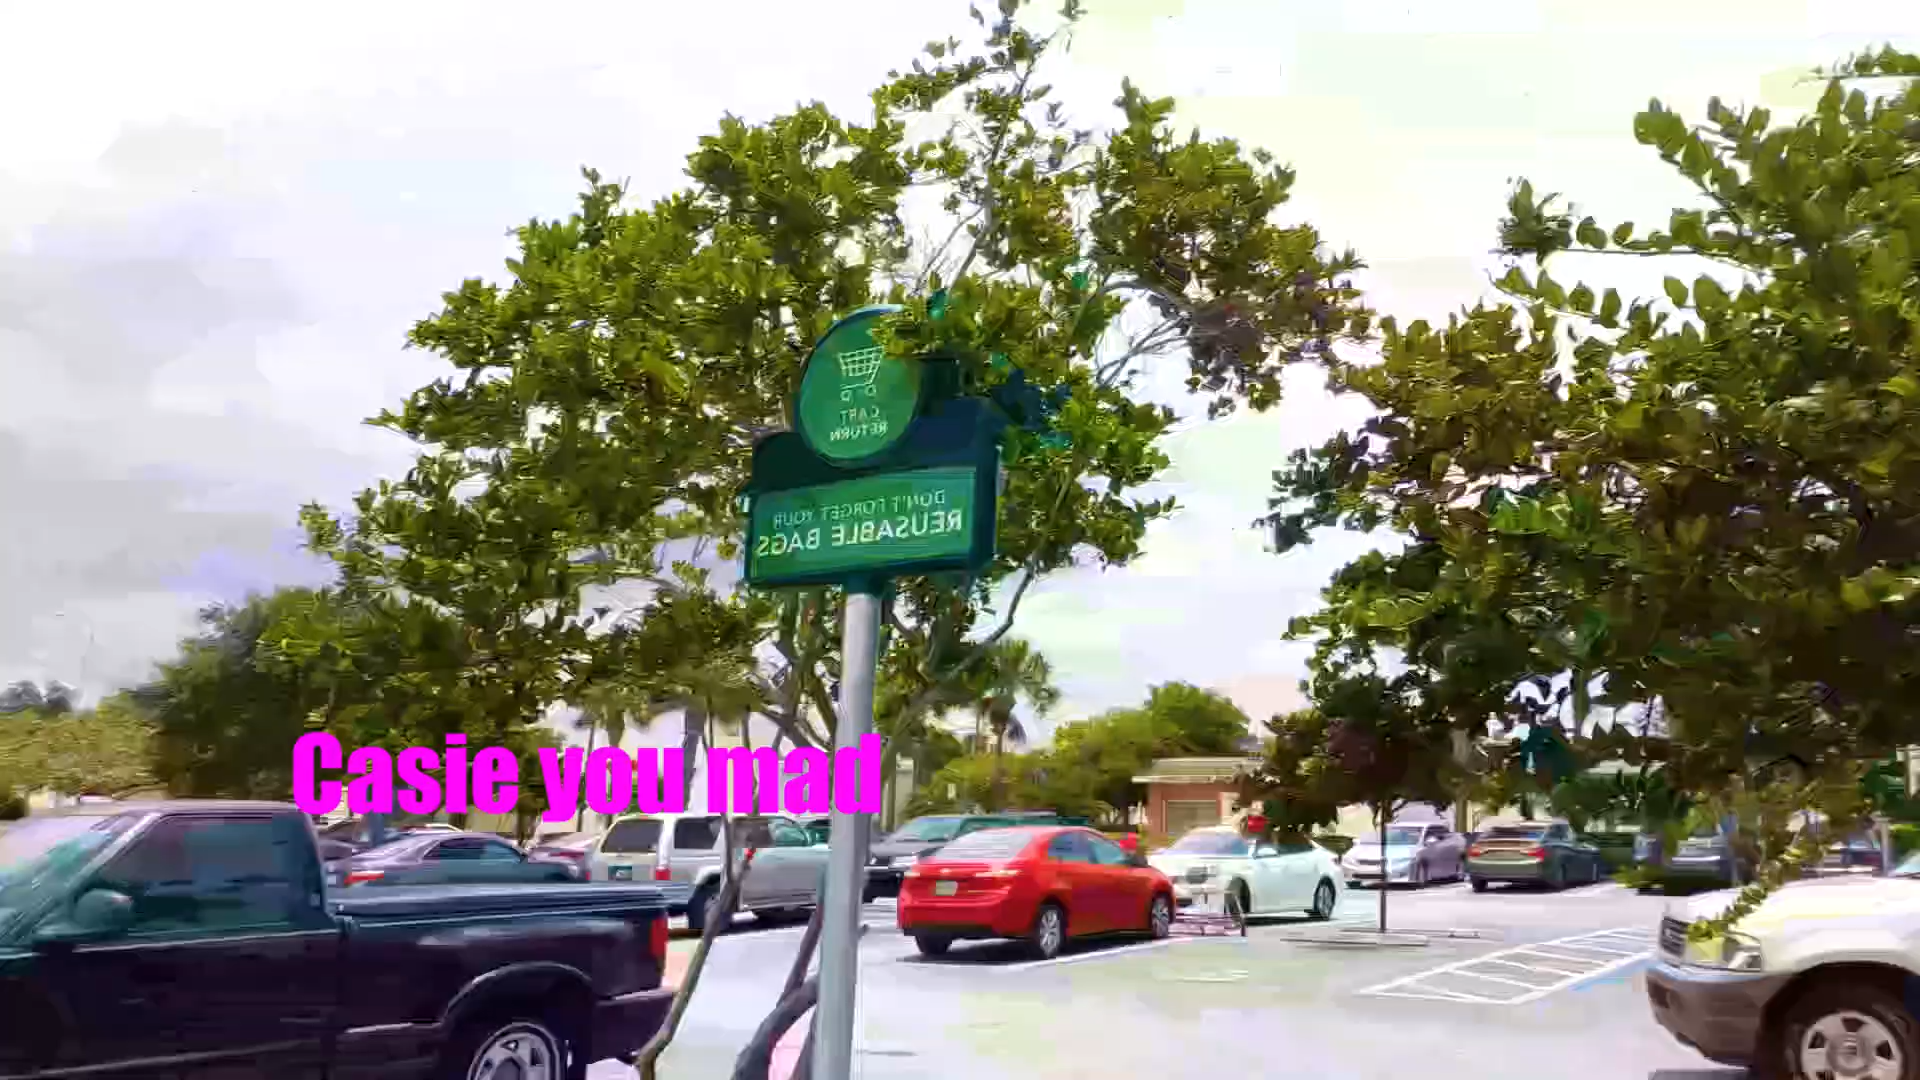 CART
RETURN
DON'T FORGET YOUR
REUSABLE BAGS
Casie you mad